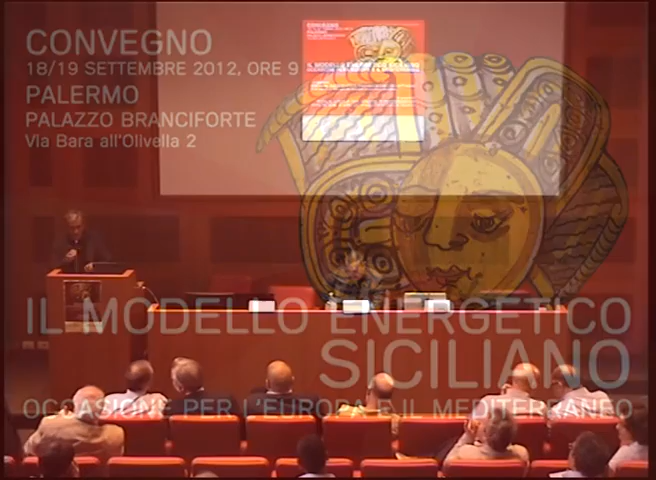 CONVEGNO
18/19 SETTEMBRE 2012, ORE 9
PALERMO
PALAZZO BRANCIFORTE
Via Bara all'Olivella 2
IL MODELLO ENERGETICO
SICILIANO
OCCASIONE PER L'EUROPA E IL MEDITERRANEO